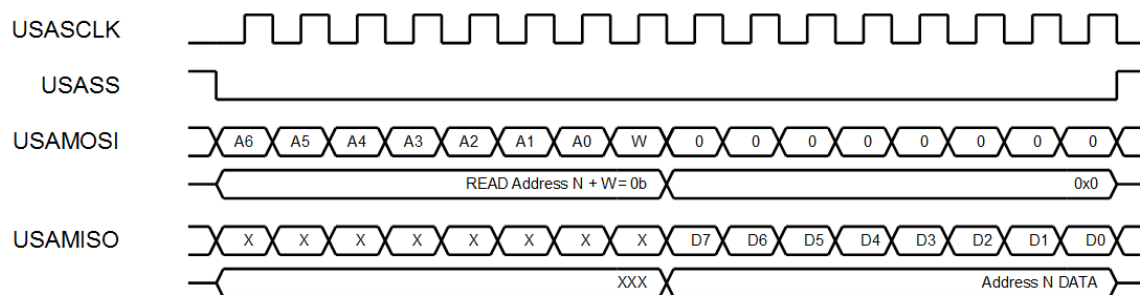 USASCLK
USASS
USAMOSI A6 A5 A4 A3 A2 A1 A0 W 0 0 0 0 0 0 0 0
READ Address N + W= 0b 0x0
USAMISO X X X X X X X X D7 D6 D5 D4 D3 D2 D1 D0
XXX Address N DATA